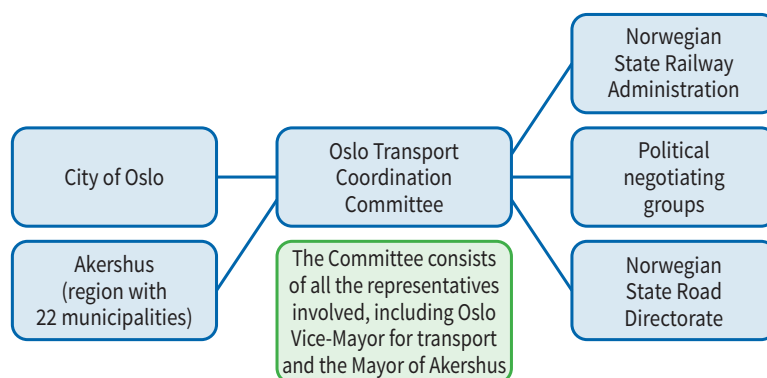 City of Oslo
Akershus
(region with
22 municipalities)
Oslo Transport
Coordination
Committee
The Committee consists
of all the representatives
involved, including Oslo
Vice-Mayor for transport
and the Mayor of Akershus
Norwegian
State Railway
Administration
Political
negotiating
groups
Norwegian
State Road
Directorate